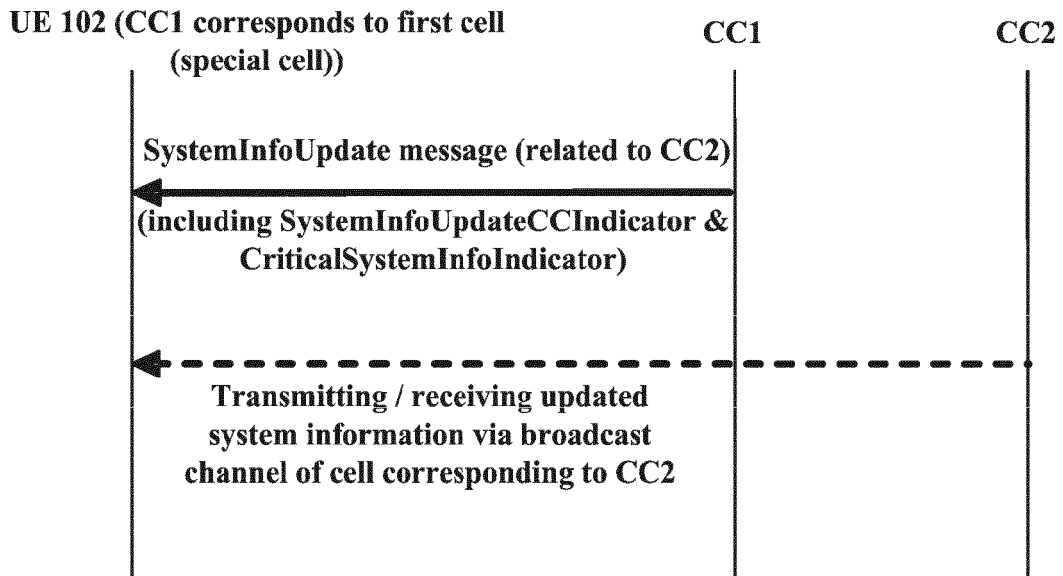 UE 102 (CC1 corresponds to first cell
(special cell))
CC1
CC2
SystemInfoUpdate message (related to CC2)
(including SystemInfoUpdateCCIndicator &
CriticalSystemInfoIndicator)
Transmitting / receiving updated
system information via broadcast
channel of cell corresponding to CC2